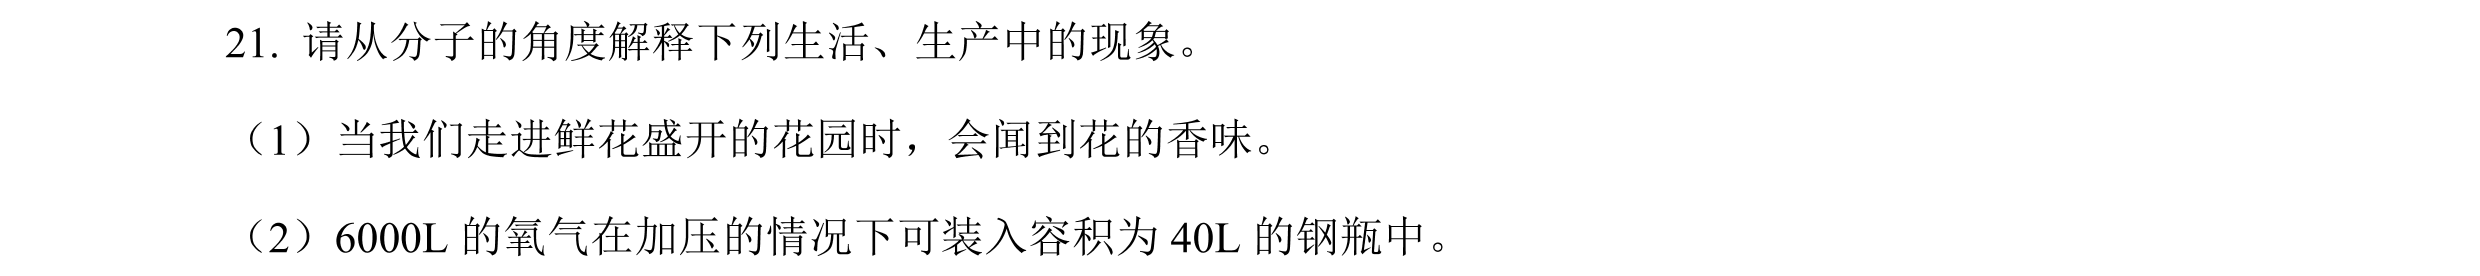 21. 请从分子的角度解释下列生活、生产中的现象。
（1）当我们走进鲜花盛开的花园时，会闻到花的香味。
（2）6000L 的氧气在加压的情况下可装入容积为 40L 的钢瓶中。